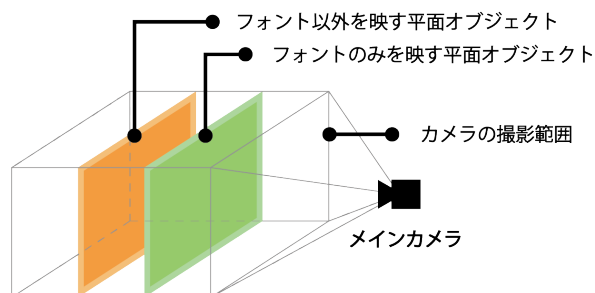 フォント以外を映す平面オブジェクト
フォントのみを映す平面オブジェクト
カメラの撮影範囲
メインカメラ